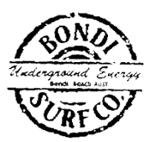 BONDI
Underground Energy
Bondi Beach AUST
SURF CO.